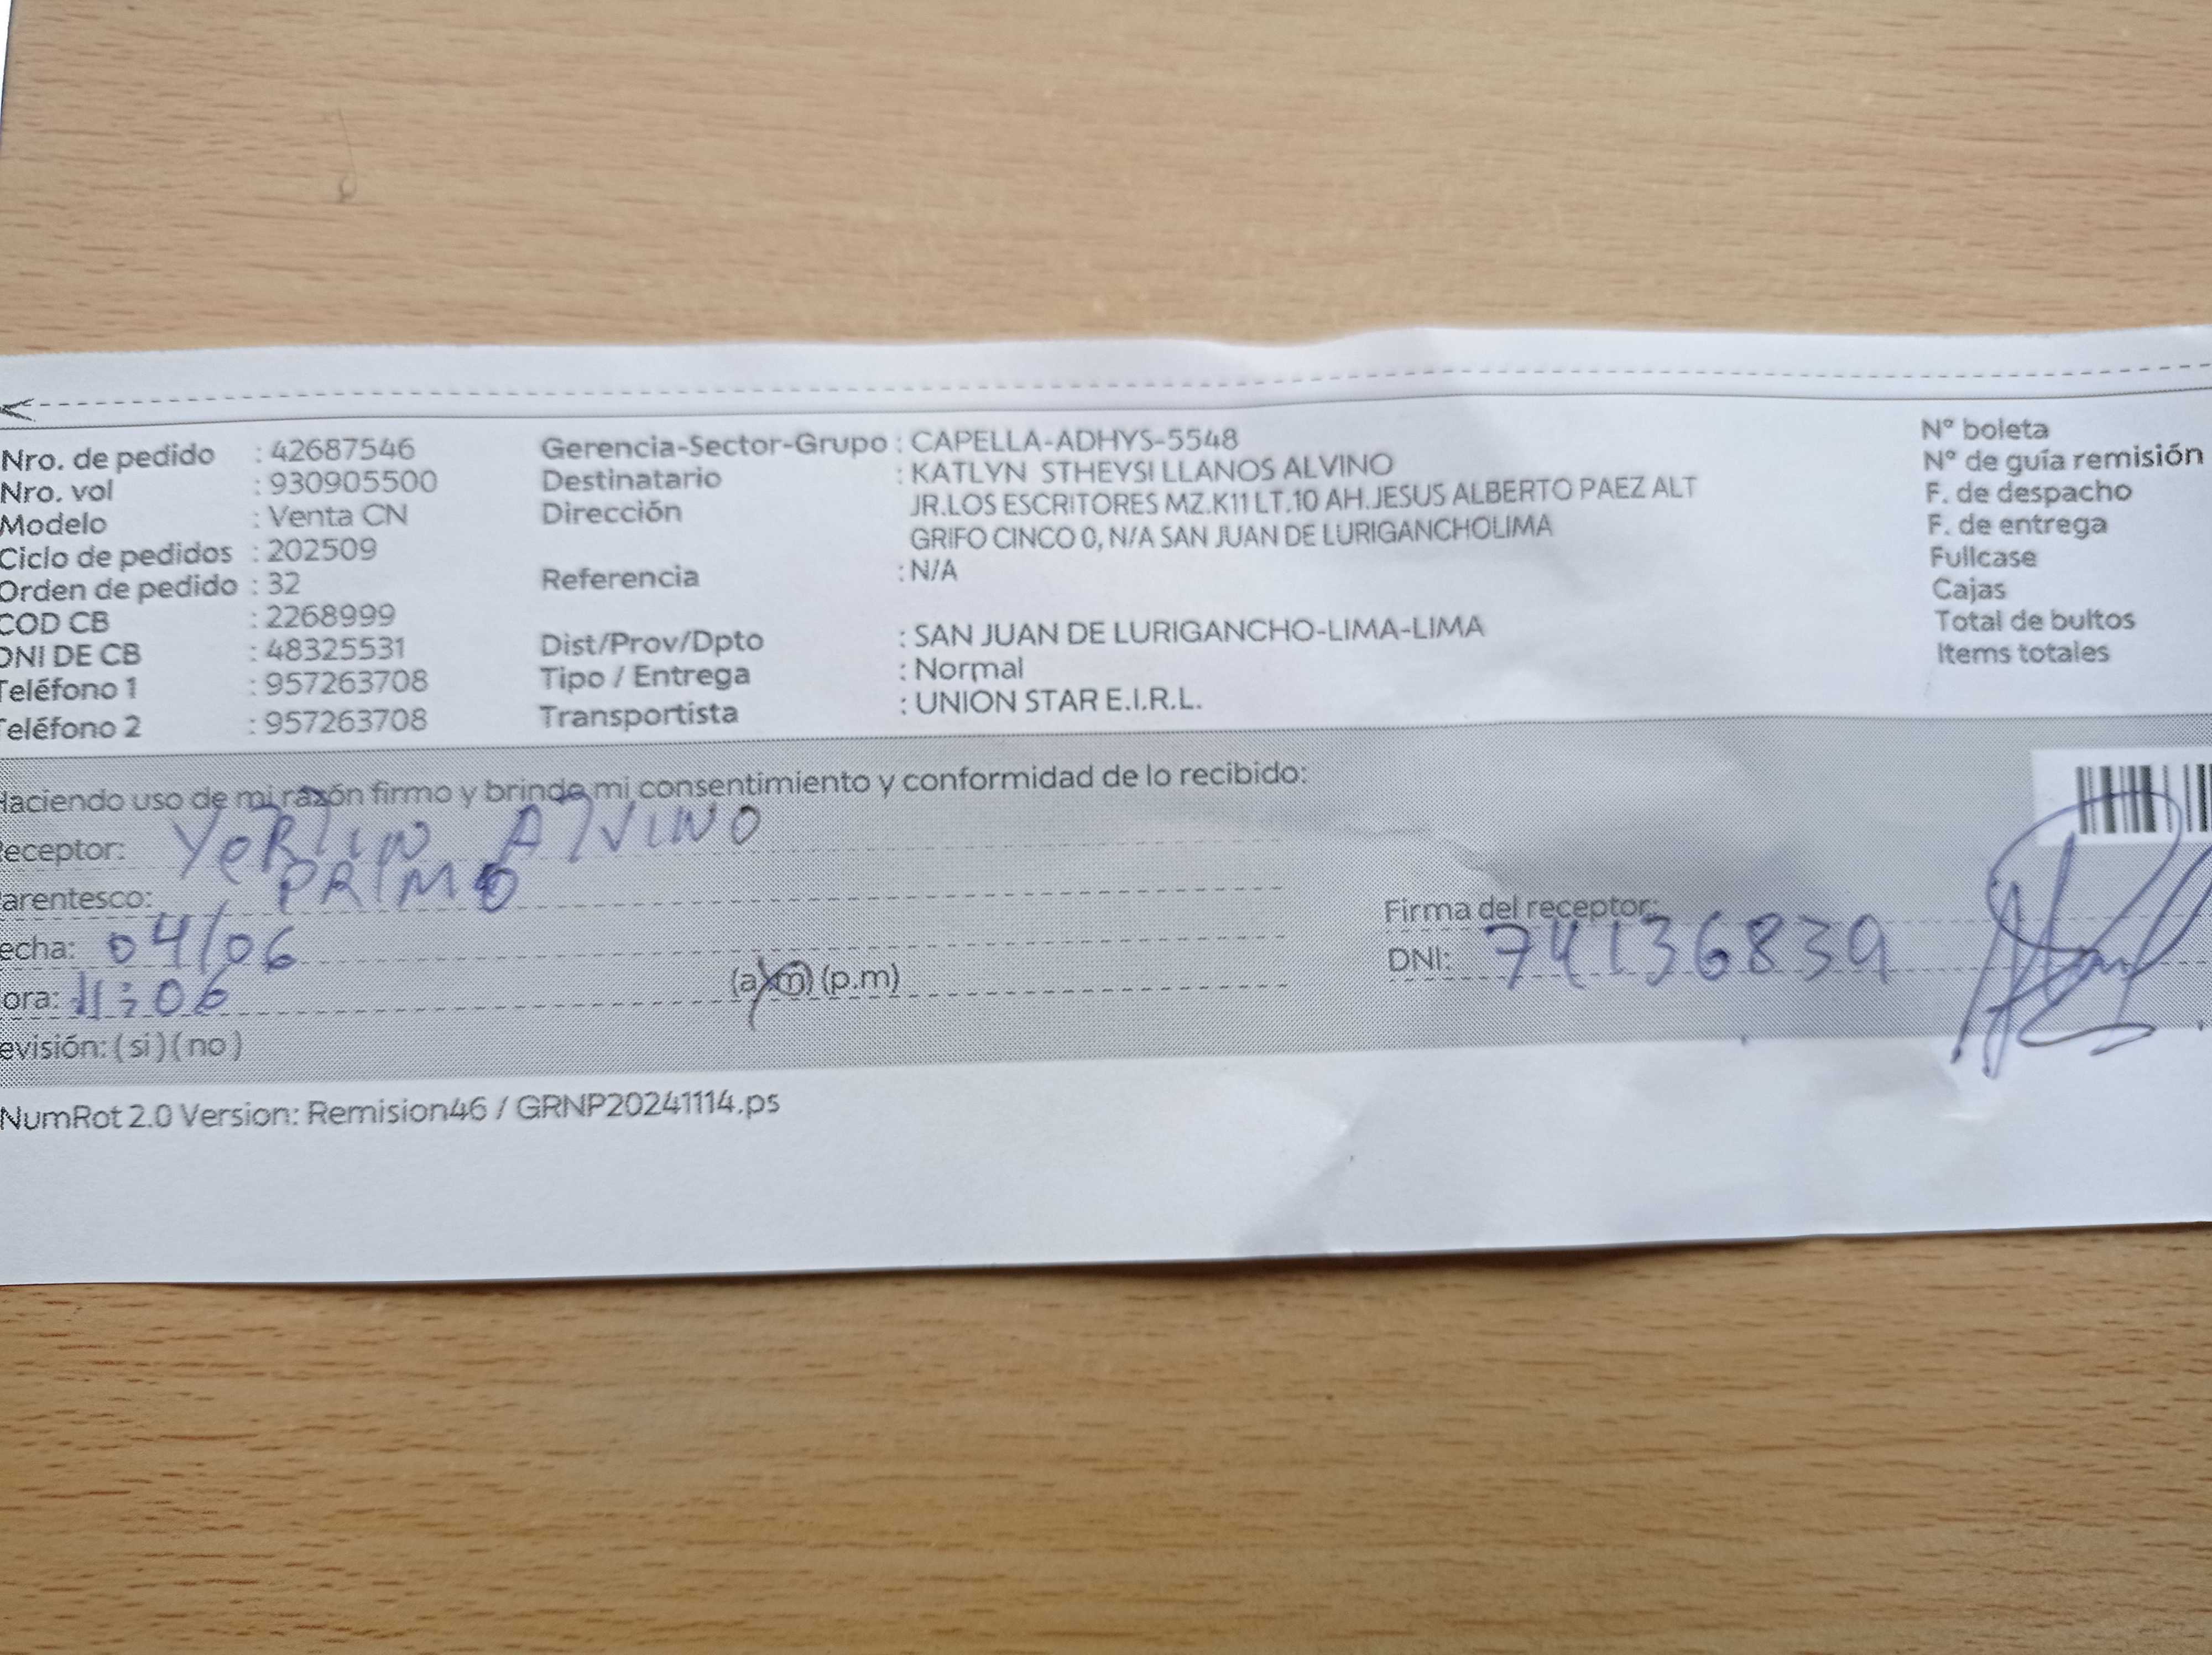 Nro. de pedido : 42687546 Gerencia-Sector-Grupo : CAPELLA-ADHYS-5548 N° boleta
Nro. vol : 930905500 Destinatario : KATLYN STHEYSI LLANOS ALVINO N° de guía remisión
Modelo : Venta CN Dirección JR.LOS ESCRITORES MZ.K11 LT.10 AH.JESUS ALBERTO PAEZ ALT F. de despacho
Ciclo de pedidos : 202509 GRIFO CINCO 0, N/A SAN JUAN DE LURIGANCHOLIMA F. de entrega
Orden de pedido : 32 Referencia : N/A Fullcase
COD CB : 2268999 Cajas
DNI DE CB : 48325531 Dist/Prov/Dpto : SAN JUAN DE LURIGANCHO-LIMA-LIMA Total de bultos
Teléfono 1 : 957263708 Tipo / Entrega : Normal Items totales
Teléfono 2 : 957263708 Transportista : UNION STAR E.I.R.L.
Haciendo uso de mi razón firmo y brindo mi consentimiento y conformidad de lo recibido:
Receptor: Alvino
arentesco: PRIMO
echa: 04/06 Firma del receptor:
ora: 11:06 (a.m) (p.m) DNI: 74136839
evisión: (si) (no)
NumRot 2.0 Version: Remision46 / GRNP20241114.ps